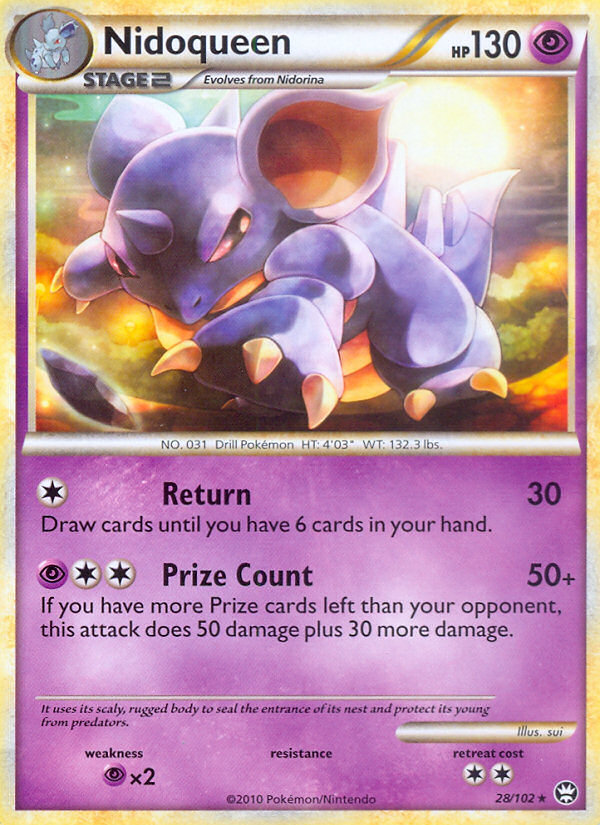 Nidoqueen HP130
STAGE2 Evolves from Nidorina
NO. 031 Drill Pokémon HT: 4'03" WT: 132.3 lbs.
Return 30
Draw cards until you have 6 cards in your hand.
Prize Count 50+
If you have more Prize cards left than your opponent,
this attack does 50 damage plus 30 more damage.
It uses its scaly, rugged body to seal the entrance of its nest and protect its young
from predators.
Illus. sui
weakness resistance retreat cost
×2
©2010 Pokémon/Nintendo 28/102 ★